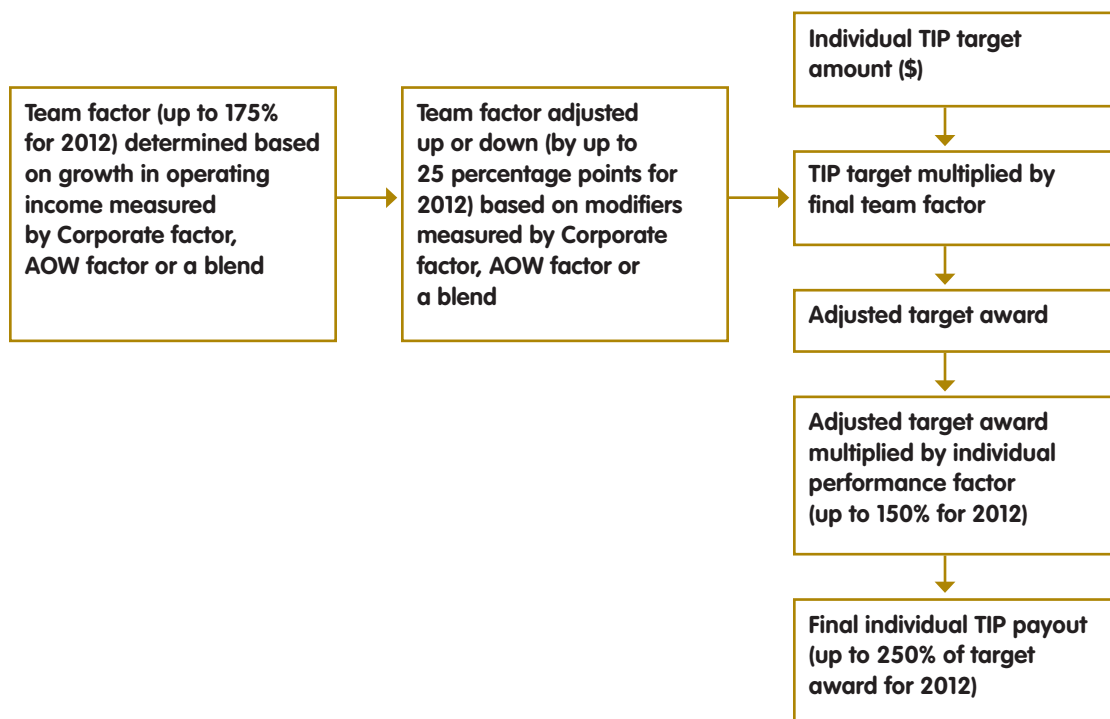 Team factor (up to 175%
for 2012) determined based
on growth in operating
income measured
by Corporate factor,
AOW factor or a blend
Team factor adjusted
up or down (by up to
25 percentage points for
2012) based on modifiers
measured by Corporate
factor, AOW factor or
a blend
Individual TIP target
amount ($)
TIP target multiplied by
final team factor
Adjusted target award
Adjusted target award
multiplied by individual
performance factor
(up to 150% for 2012)
Final individual TIP payout
(up to 250% of target
award for 2012)